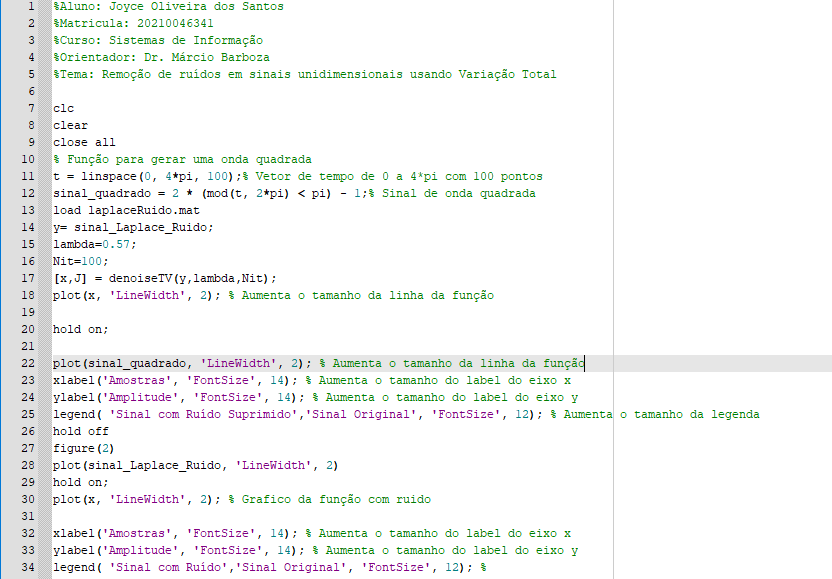 1 %Aluno: Joyce Oliveira dos Santos
2 %Matricula: 20210046341
3 %Curso: Sistemas de Informação
4 %Orientador: Dr. Márcio Barboza
5 %Tema: Remoção de ruídos em sinais unidimensionais usando Variação Total
6
7 clc
8 clear
9 close all
10 % Função para gerar uma onda quadrada
11 t = linspace(0, 4*pi, 100);% Vetor de tempo de 0 a 4*pi com 100 pontos
12 sinal_quadrado = 2 * (mod(t, 2*pi) < pi) - 1;% Sinal de onda quadrada
13 load laplaceRuido.mat
14 y= sinal_Laplace_Ruido;
15 lambda=0.57;
16 Nit=100;
17 [x,J] = denoiseTV(y,lambda,Nit);
18 plot(x, 'LineWidth', 2); % Aumenta o tamanho da linha da função
19
20 hold on;
21
22 plot(sinal_quadrado, 'LineWidth', 2); % Aumenta o tamanho da linha da função
23 xlabel('Amostras', 'FontSize', 14); % Aumenta o tamanho do label do eixo x
24 ylabel('Amplitude', 'FontSize', 14); % Aumenta o tamanho do label do eixo y
25 legend( 'Sinal com Ruído Suprimido','Sinal Original', 'FontSize', 12); % Aumenta o tamanho da legenda
26 hold off
27 figure(2)
28 plot(sinal_Laplace_Ruido, 'LineWidth', 2)
29 hold on;
30 plot(x, 'LineWidth', 2); % Grafico da função com ruido
31
32 xlabel('Amostras', 'FontSize', 14); % Aumenta o tamanho do label do eixo x
33 ylabel('Amplitude', 'FontSize', 14); % Aumenta o tamanho do label do eixo y
34 legend( 'Sinal com Ruído','Sinal Original', 'FontSize', 12); %